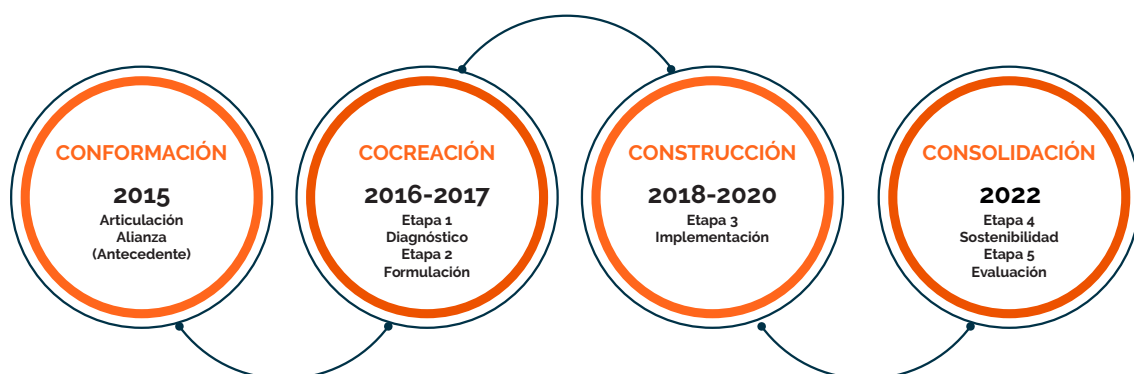 CONFORMACIÓN
2015
Articulación
Alianza
(Antecedente)
COCREACIÓN
2016-2017
Etapa 1
Diagnóstico
Etapa 2
Formulación
CONSTRUCCIÓN
2018-2020
Etapa 3
Implementación
CONSOLIDACIÓN
2022
Etapa 4
Sostenibilidad
Etapa 5
Evaluación